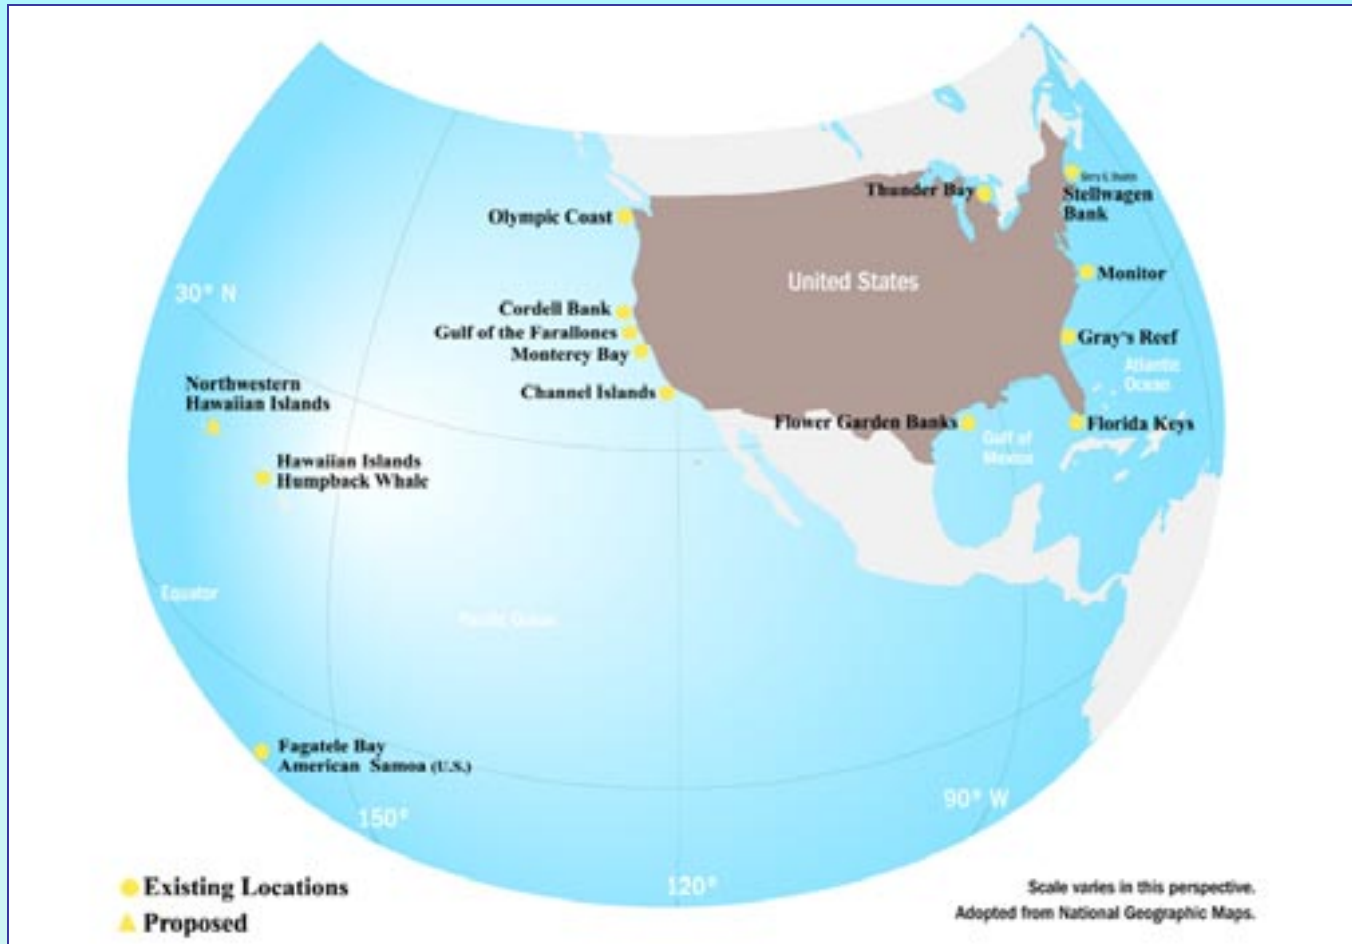 Thunder Bay
Stellwagen
Bank
Olympic Coast
Monitor
United States
30° N
Cordell Bank
Gulf of the Farallones
Monterey Bay
Gray's Reef
Atlantic
Ocean
Northwestern
Hawaiian Islands
Channel Islands
Flower Garden Banks
Florida Keys
Gulf of
Mexico
Hawaiian Islands
Humpback Whale
Equator
Pacific Ocean
Fagatele Bay
American Samoa (U.S.)
90° W
150°
120°
Existing Locations
Proposed
Scale varies in this perspective.
Adopted from National Geographic Maps.